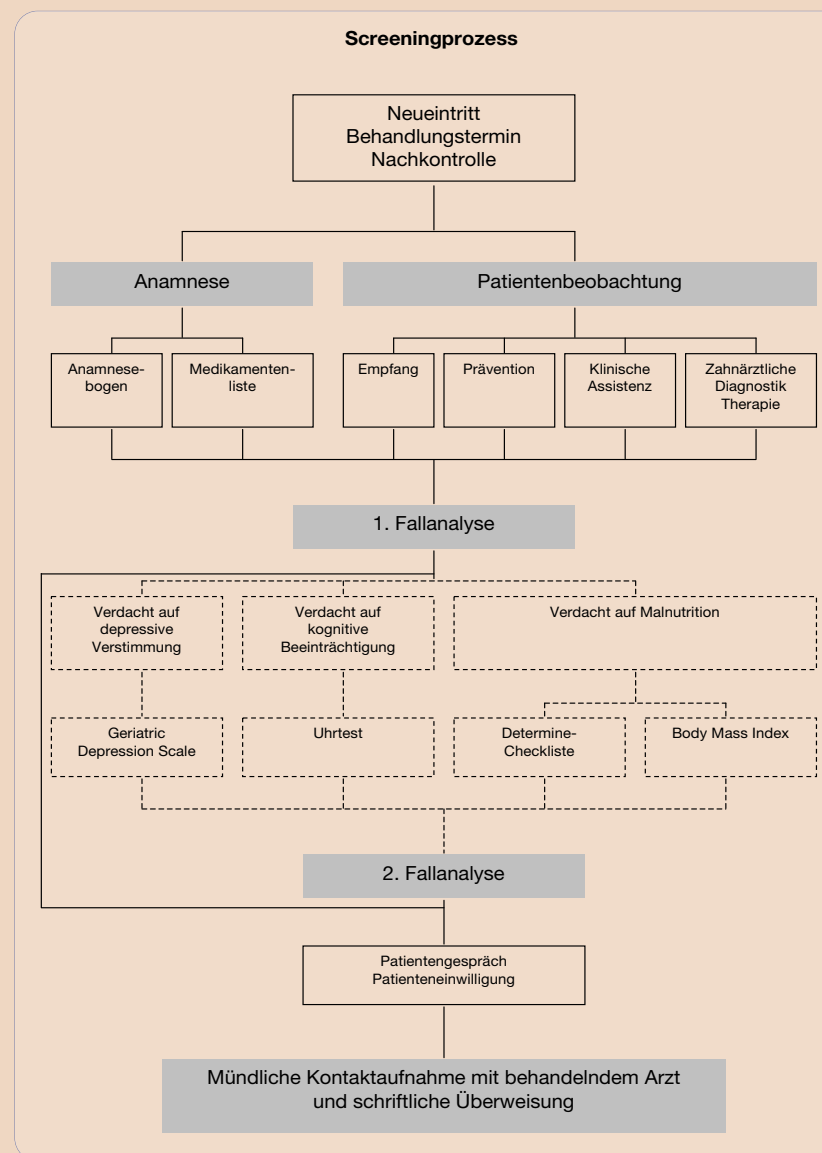 Screeningprozess
Neueintritt
Behandlungstermin
Nachkontrolle
Anamnese
Patientenbeobachtung
Anamnese-
bogen
Medikamenten-
liste
Empfang
Prävention
Klinische
Assistenz
Zahnärztliche
Diagnostik
Therapie
1. Fallanalyse
Verdacht auf
depressive
Verstimmung
Verdacht auf
kognitive
Beeinträchtigung
Verdacht auf Malnutrition
Geriatric
Depression Scale
Uhrtest
Determine-
Checkliste
Body Mass Index
2. Fallanalyse
Patientengespräch
Patienteneinwilligung
Mündliche Kontaktaufnahme mit behandelndem Arzt
und schriftliche Überweisung